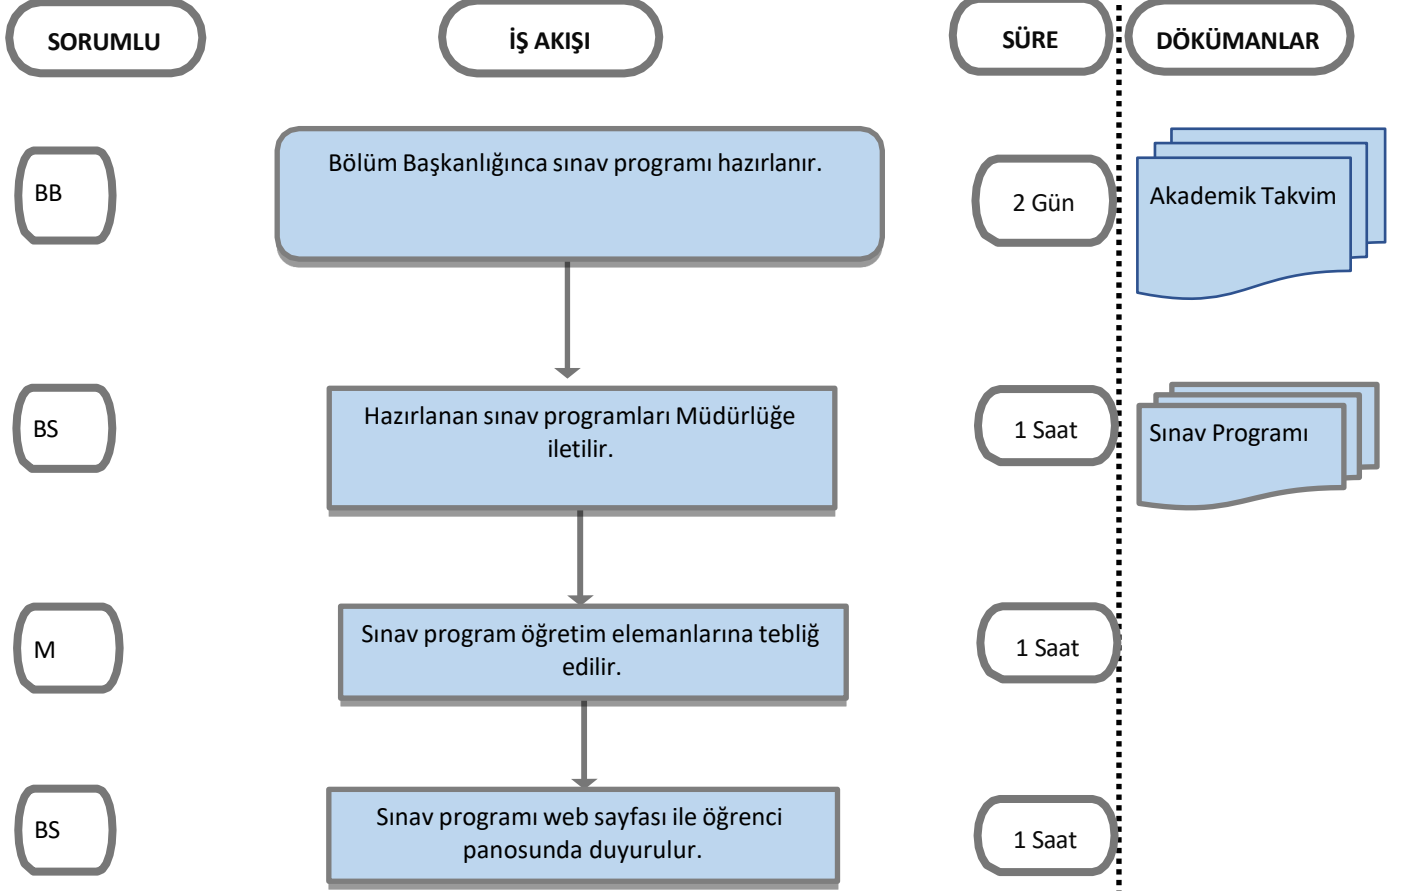 SORUMLU
İŞ AKIŞI
SÜRE
DÖKÜMANLAR
BB
Bölüm Başkanlığınca sınav programı hazırlanır.
2 Gün
Akademik Takvim
BS
Hazırlanan sınav programları Müdürlüğe
iletilir.
1 Saat
Sınav Programı
M
Sınav program öğretim elemanlarına tebliğ
edilir.
1 Saat
BS
Sınav programı web sayfası ile öğrenci
panosunda duyurulur.
1 Saat